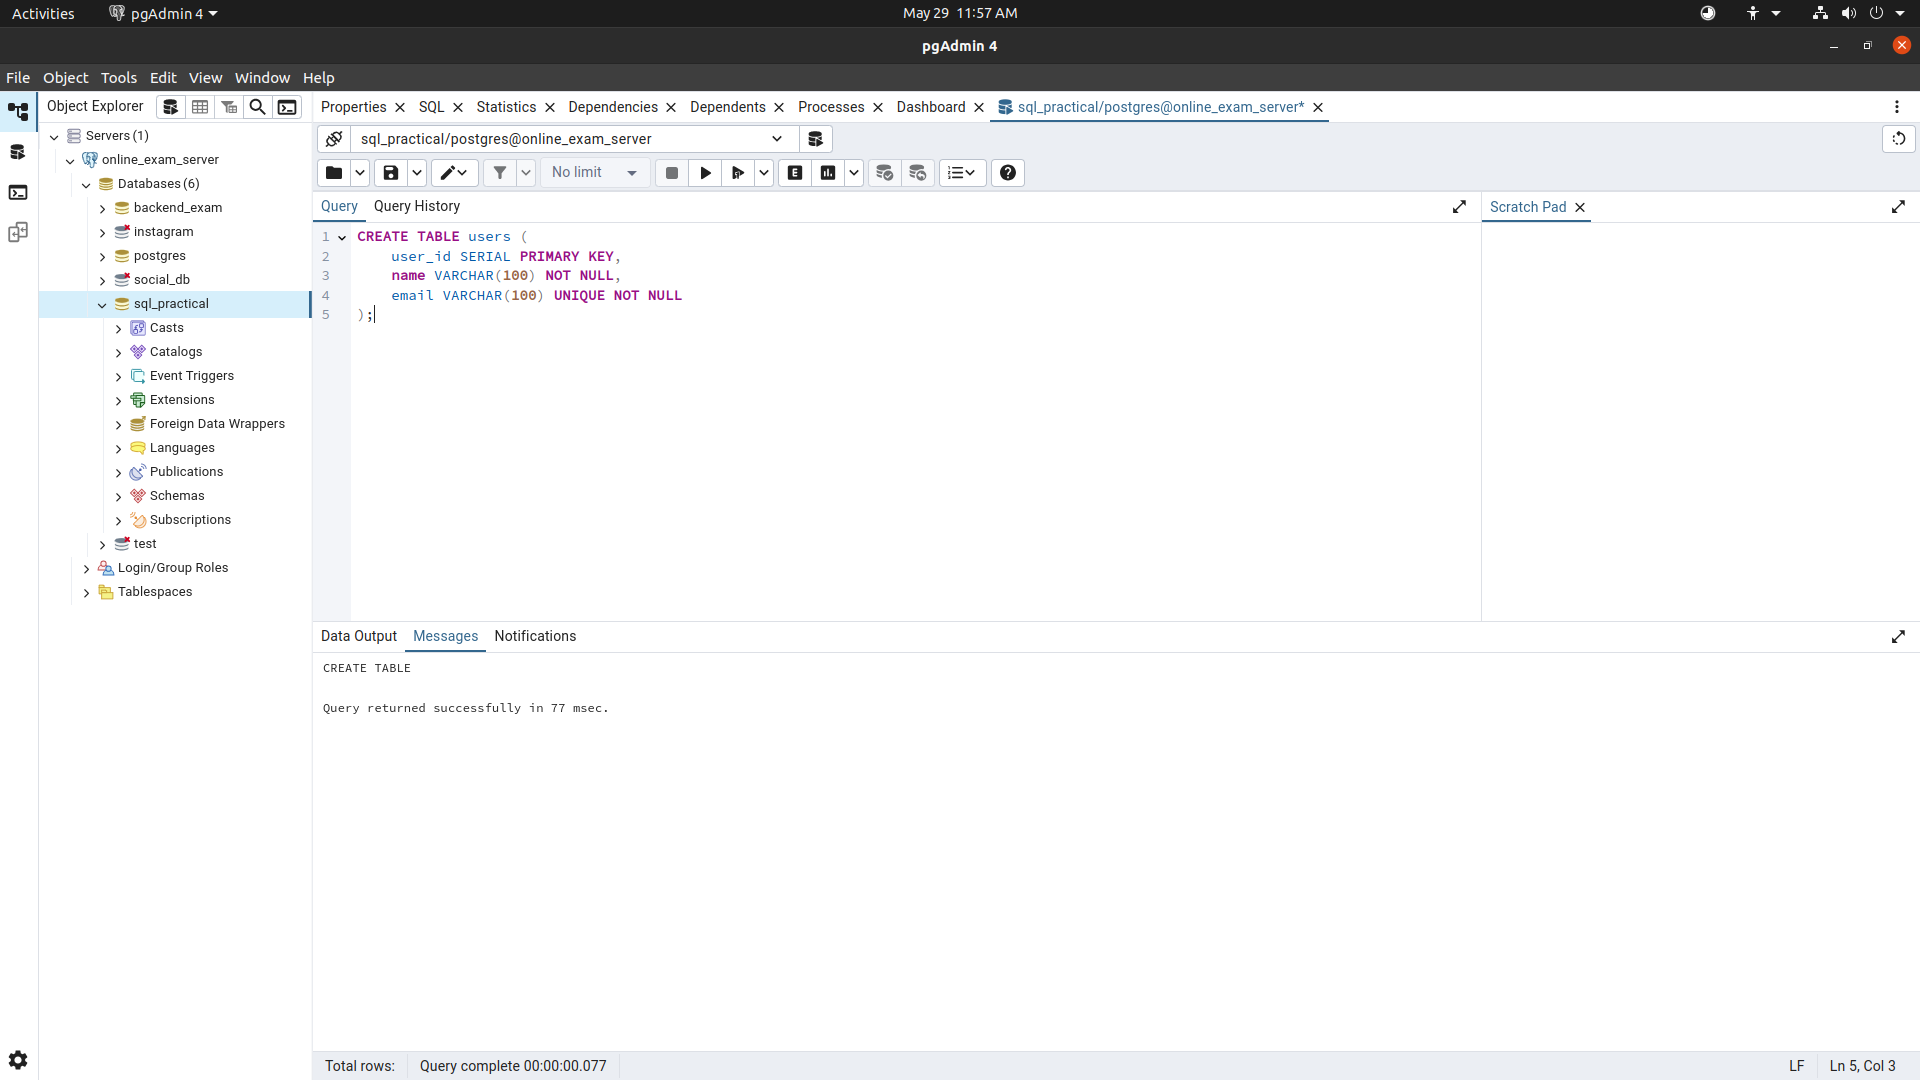 Activities pgAdmin 4 May 29 11:57 AM
pgAdmin 4
File Object Tools Edit View Window Help
Object Explorer
Properties SQL Statistics Dependencies Dependents Processes Dashboard sql_practical/postgres@online_exam_server*
Servers (1)
online_exam_server
Databases (6)
backend_exam
instagram
postgres
social_db
sql_practical
Casts
Catalogs
Event Triggers
Extensions
Foreign Data Wrappers
Languages
Publications
Schemas
Subscriptions
test
Login/Group Roles
Tablespaces
sql_practical/postgres@online_exam_server
No limit
E
Query Query History
Scratch Pad
1 CREATE TABLE users (
2 user_id SERIAL PRIMARY KEY,
3 name VARCHAR(100) NOT NULL,
4 email VARCHAR(100) UNIQUE NOT NULL
5 );
Data Output Messages Notifications
CREATE TABLE
Query returned successfully in 77 msec.
Total rows: Query complete 00:00:00.077 LF Ln 5, Col 3